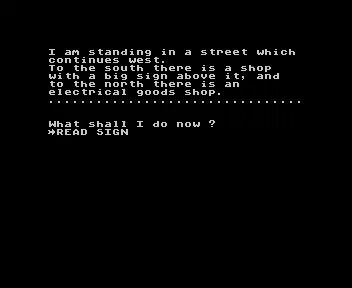 I am standing in a street which
continues west.
To the south there is a shop
with a big sign above it, and
to the north there is an
electrical goods shop.
................................
What shall I do now ?
*READ SIGN